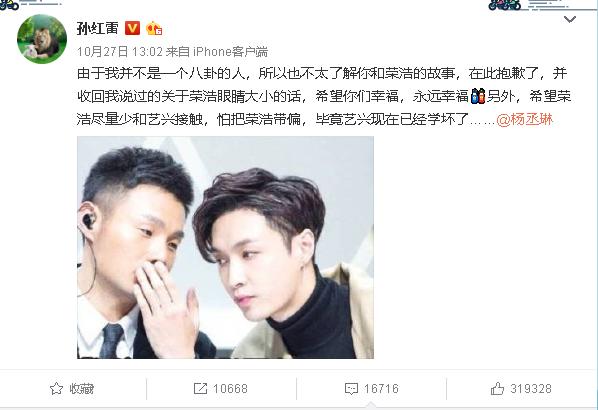 孙红雷
10月27日 13:02 来自 iPhone客户端
由于我并不是一个八卦的人，所以也不太了解你和荣浩的故事，在此抱歉了，并
收回我说过的关于荣浩眼睛大小的话，希望你们幸福，永远幸福 另外，希望荣
浩尽量少和艺兴接触，怕把荣浩带偏，毕竟艺兴现在已经学坏了……@杨丞琳
收藏 10668 16716 319328